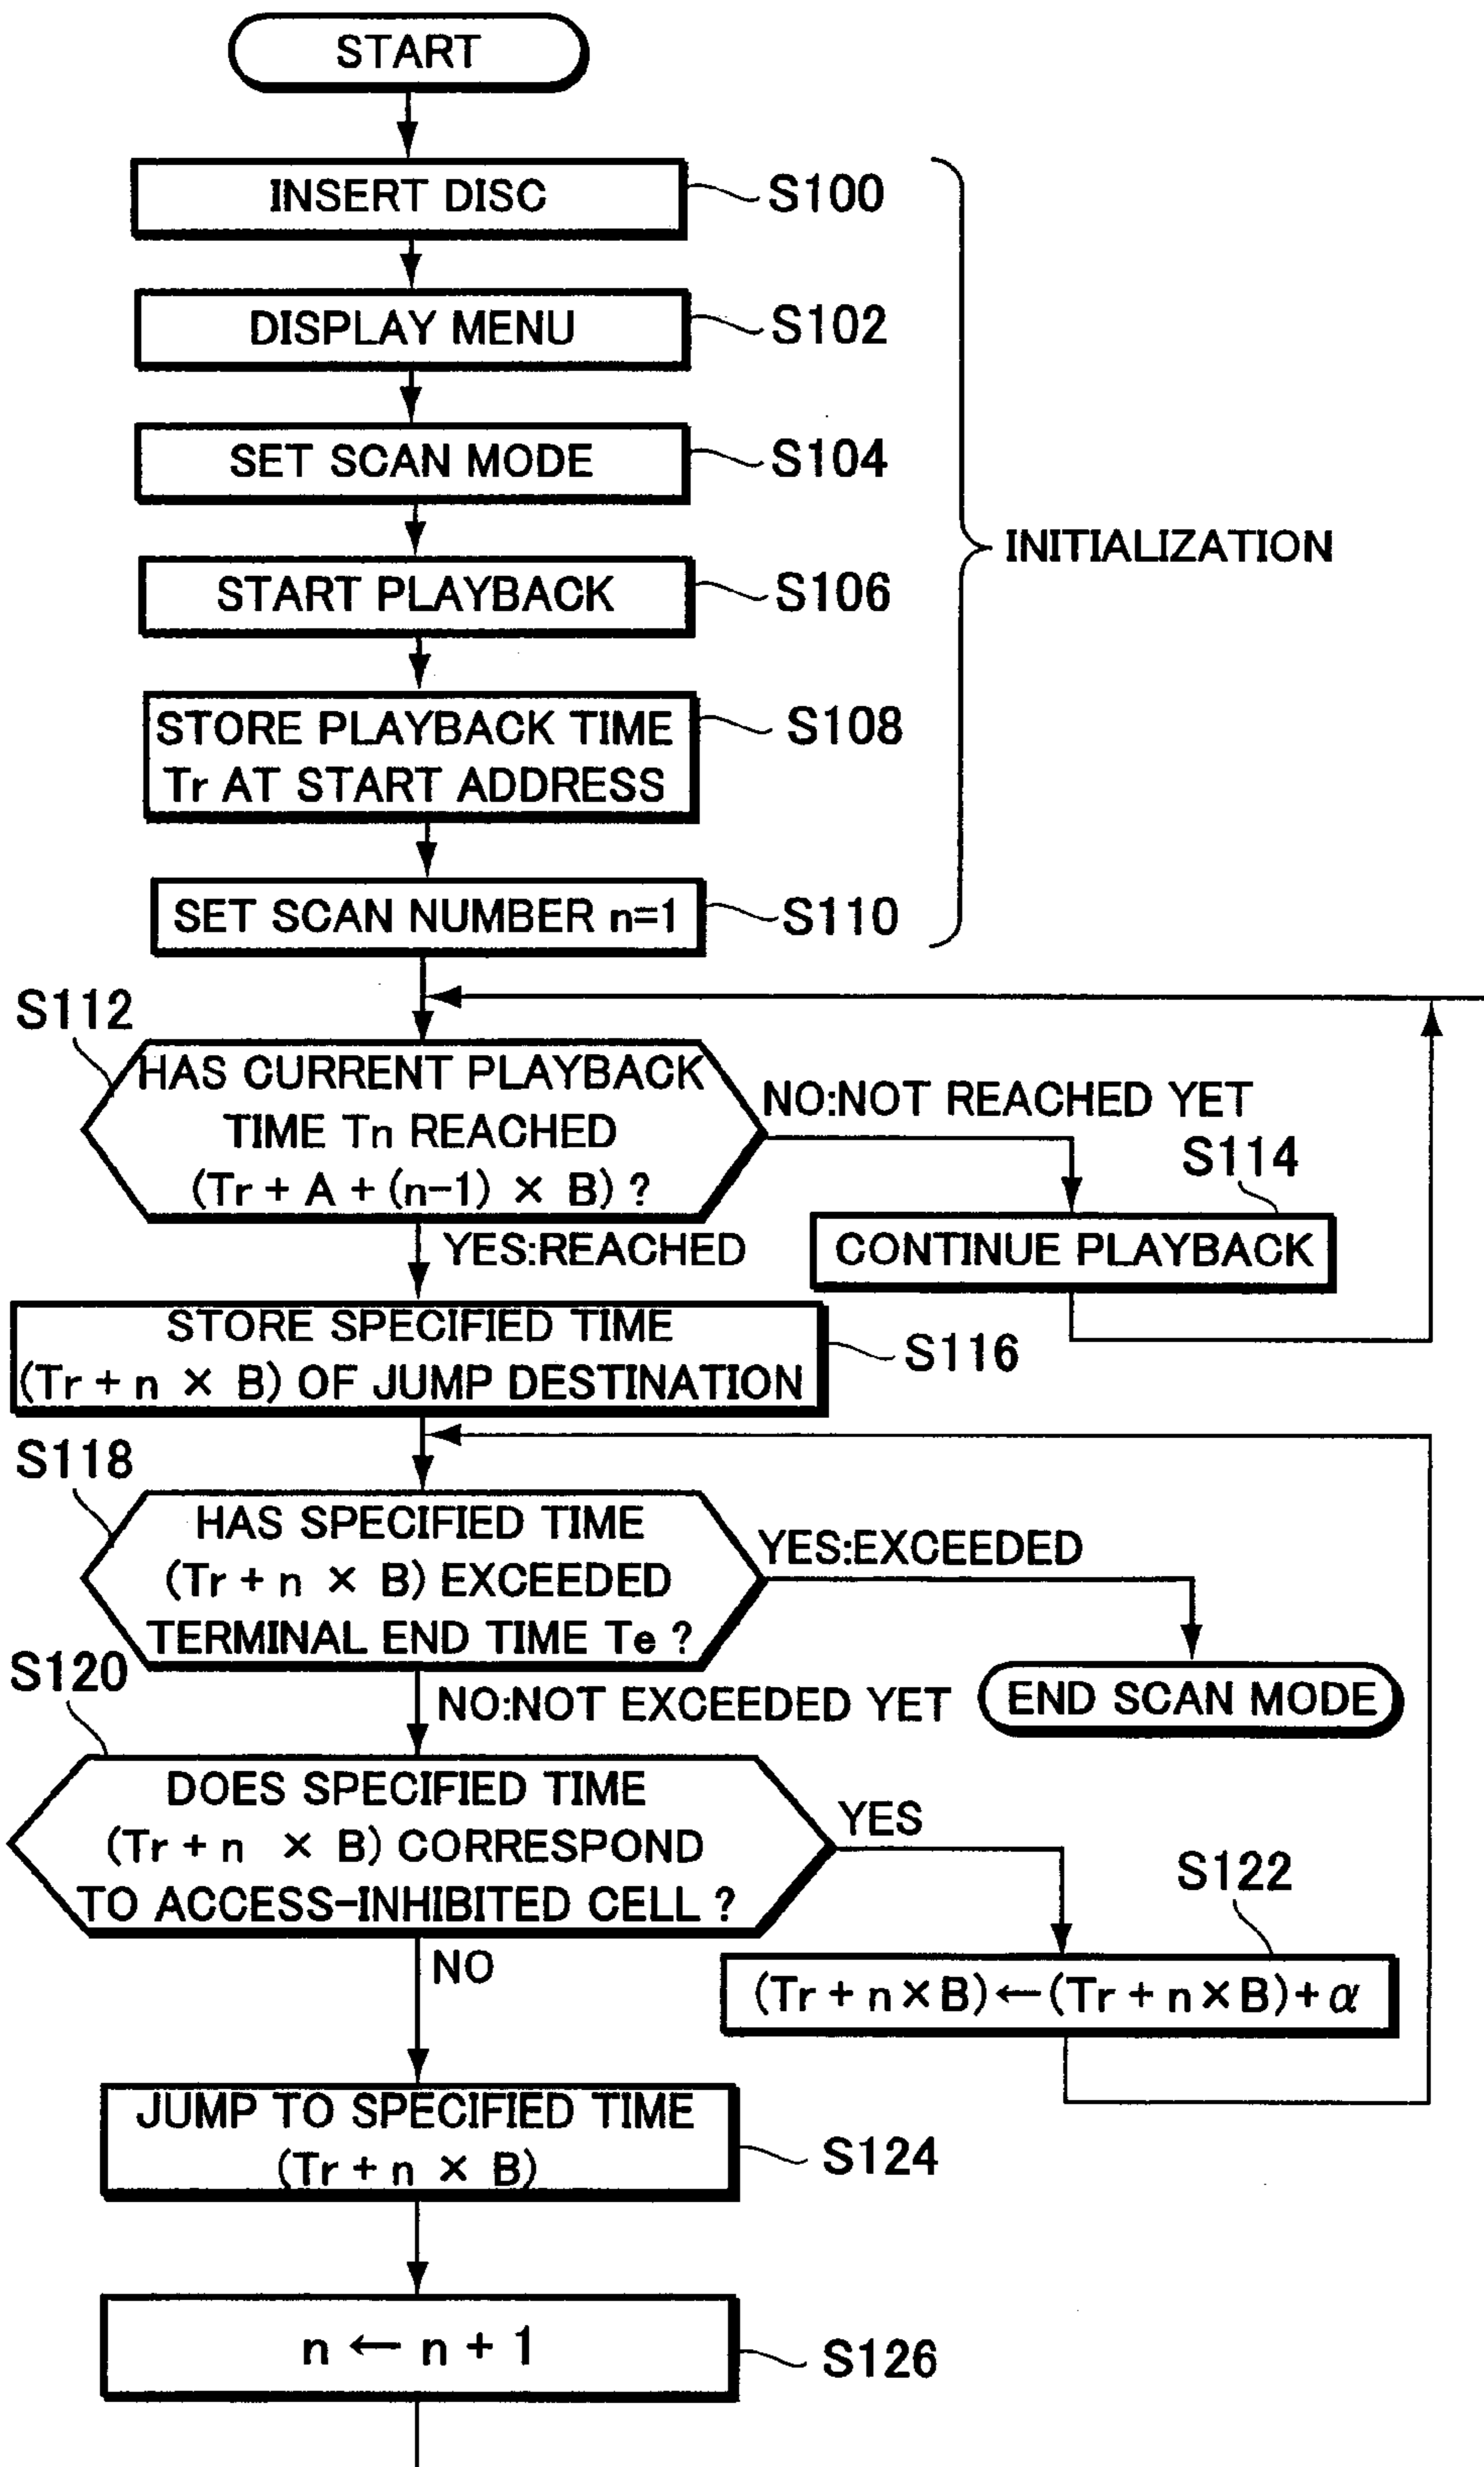 START
INSERT DISC
S100
DISPLAY MENU
S102
SET SCAN MODE
S104
INITIALIZATION
START PLAYBACK
S106
STORE PLAYBACK TIME
Tr AT START ADDRESS
S108
SET SCAN NUMBER n=1
S110
S112
HAS CURRENT PLAYBACK
TIME Tn REACHED
(Tr + A + (n-1) × B) ?
NO:NOT REACHED YET
S114
CONTINUE PLAYBACK
YES:REACHED
STORE SPECIFIED TIME
(Tr + n × B) OF JUMP DESTINATION
S116
S118
HAS SPECIFIED TIME
(Tr + n × B) EXCEEDED
TERMINAL END TIME Te ?
YES:EXCEEDED
END SCAN MODE
NO:NOT EXCEEDED YET
S120
DOES SPECIFIED TIME
(Tr + n × B) CORRESPOND
TO ACCESS-INHIBITED CELL ?
YES
S122
(Tr + n × B) ← (Tr + n × B) + α
NO
JUMP TO SPECIFIED TIME
(Tr + n × B)
S124
n ← n + 1
S126